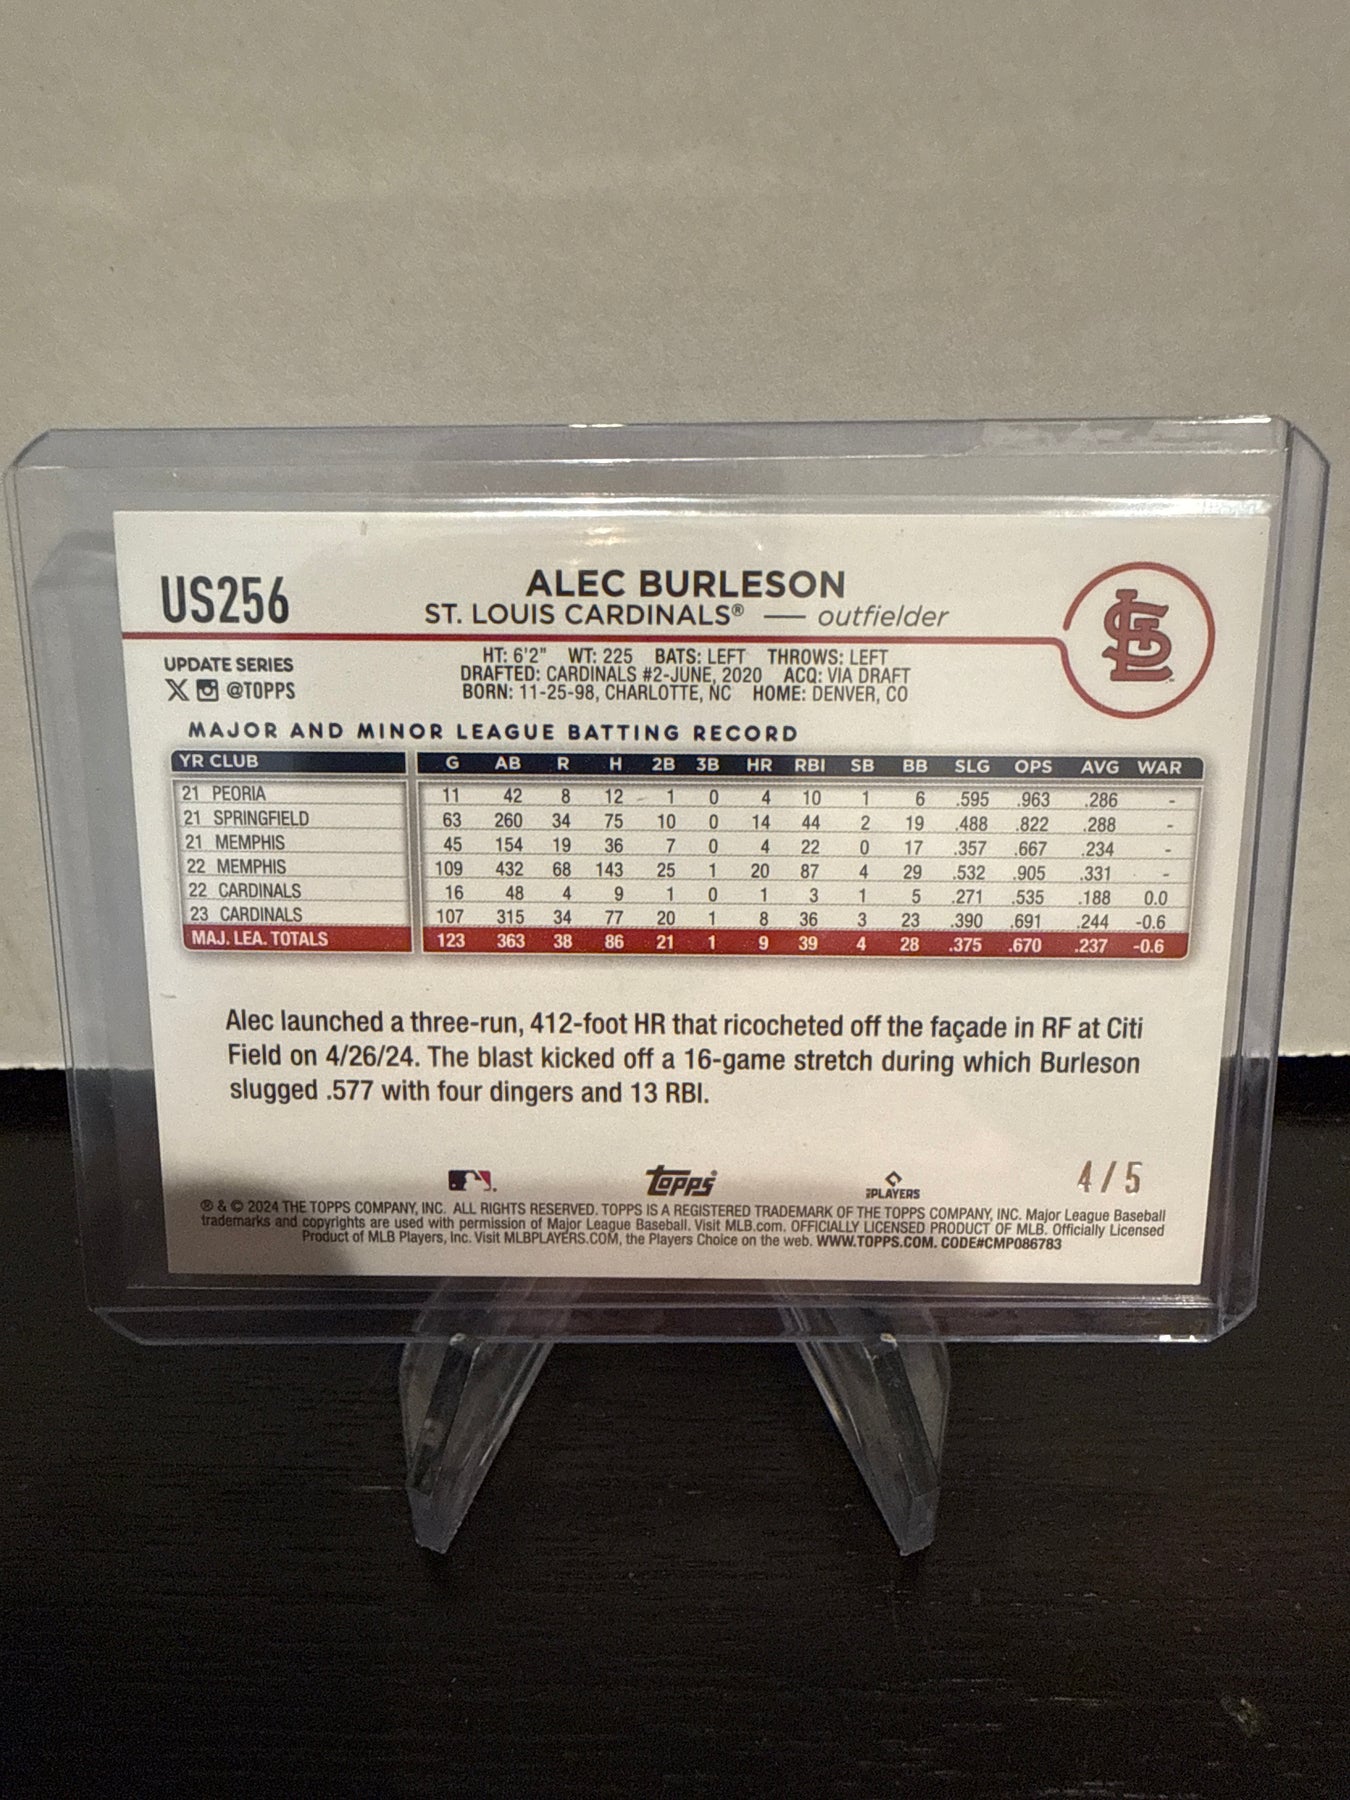 US256
ALEC BURLESON
ST. LOUIS CARDINALS® — outfielder
UPDATE SERIES
@TOPPS
HT: 6'2" WT: 225 BATS: LEFT THROWS: LEFT
DRAFTED: CARDINALS #2-JUNE, 2020 ACQ: VIA DRAFT
BORN: 11-25-98, CHARLOTTE, NC HOME: DENVER, CO
MAJOR AND MINOR LEAGUE BATTING RECORD
YR CLUB G AB R H 2B 3B HR RBI SB BB SLG OPS AVG WAR
21 PEORIA 11 42 8 12 1 0 4 10 1 6 .595 .963 .286 -
21 SPRINGFIELD 63 260 34 75 10 0 14 44 2 19 .488 .822 .288 -
21 MEMPHIS 45 154 19 36 7 0 4 22 0 17 .357 .667 .234 -
22 MEMPHIS 109 432 68 143 25 1 20 87 4 29 .532 .905 .331 -
22 CARDINALS 16 48 4 9 1 0 1 3 1 5 .271 .535 .188 0.0
23 CARDINALS 107 315 34 77 20 1 8 36 3 23 .390 .691 .244 -0.6
MAJ. LEA. TOTALS 123 363 38 86 21 1 9 39 4 28 .375 .670 .237 -0.6
Alec launched a three-run, 412-foot HR that ricocheted off the façade in RF at Citi
Field on 4/26/24. The blast kicked off a 16-game stretch during which Burleson
slugged .577 with four dingers and 13 RBI.
4/5
topps
PLAYERS
® & © 2024 THE TOPPS COMPANY, INC. ALL RIGHTS RESERVED. TOPPS IS A REGISTERED TRADEMARK OF THE TOPPS COMPANY, INC. Major League Baseball
trademarks and copyrights are used with permission of Major League Baseball. Visit MLB.com. OFFICIALLY LICENSED PRODUCT OF MLB. Officially Licensed
Product of MLB Players, Inc. Visit MLBPLAYERS.COM, the Players Choice on the web. WWW.TOPPS.COM. CODE#CMP086783